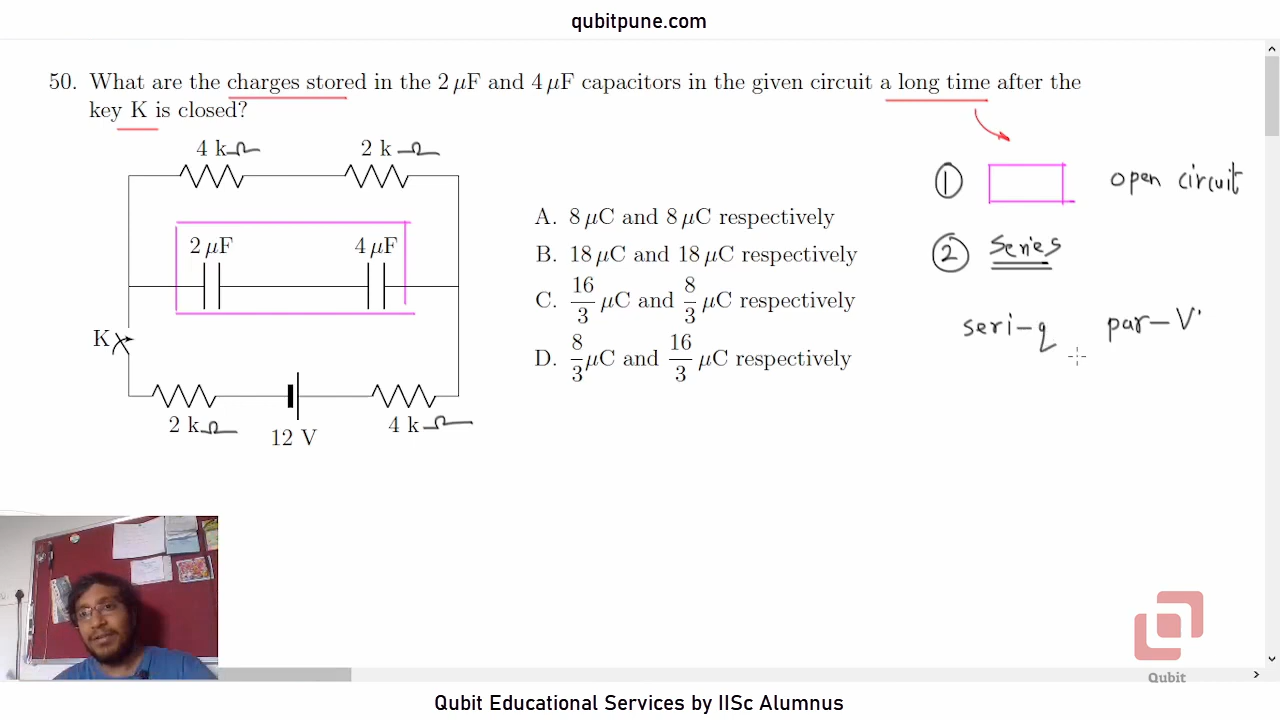 qubitpune.com
50. What are the charges stored in the 2 μF and 4 μF capacitors in the given circuit a long time after the
key K is closed?
4 kΩ
2 kΩ
2 μF
4 μF
K
2 kΩ
12 V
4 kΩ
A. 8 μC and 8 μC respectively
B. 18 μC and 18 μC respectively
C. 16/3 μC and 8/3 μC respectively
D. 8/3 μC and 16/3 μC respectively
① open circuit
② series
seri-q par-V
Qubit
Qubit Educational Services by IISc Alumnus